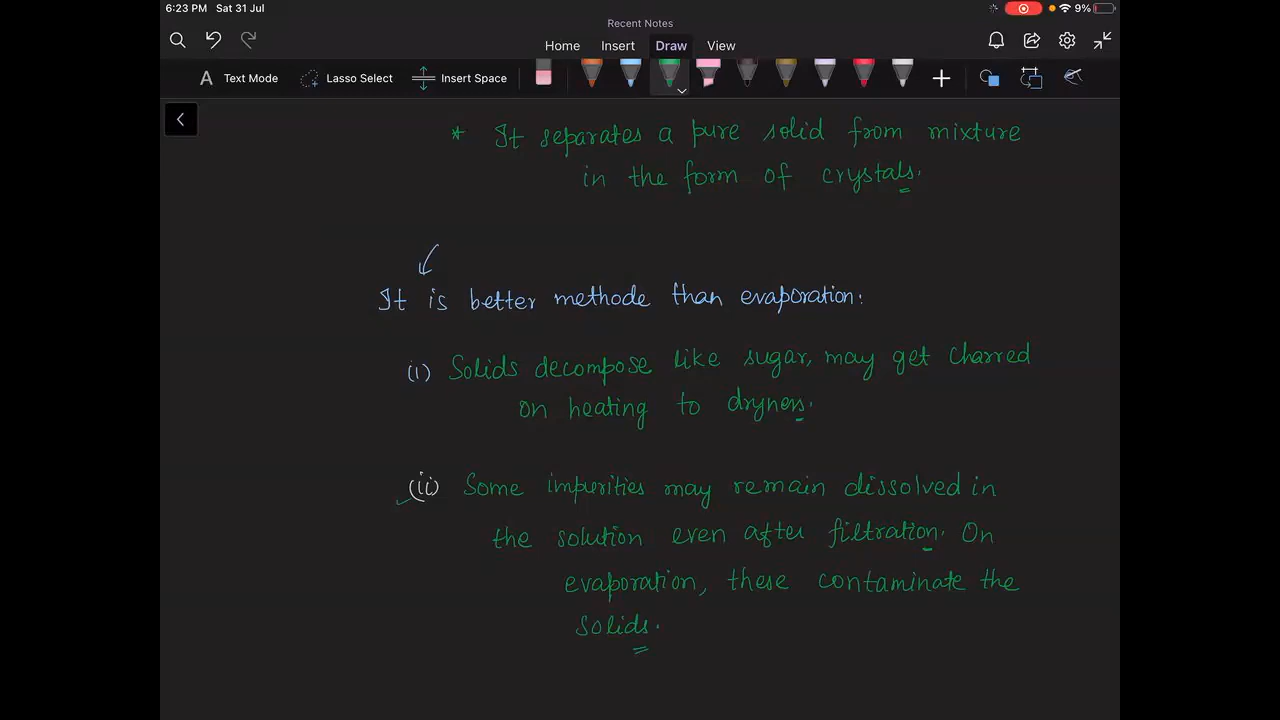 6:23 PM Sat 31 Jul
9%
Recent Notes
Home Insert Draw View
A Text Mode Lasso Select Insert Space
* It separates a pure solid from mixture
in the form of crystals.
It is better methode than evaporation:
(i) Solids decompose like sugar, may get charred
on heating to dryness.
(ii) Some impurities may remain dissolved in
the solution even after filtration. On
evaporation, these contaminate the
solids.